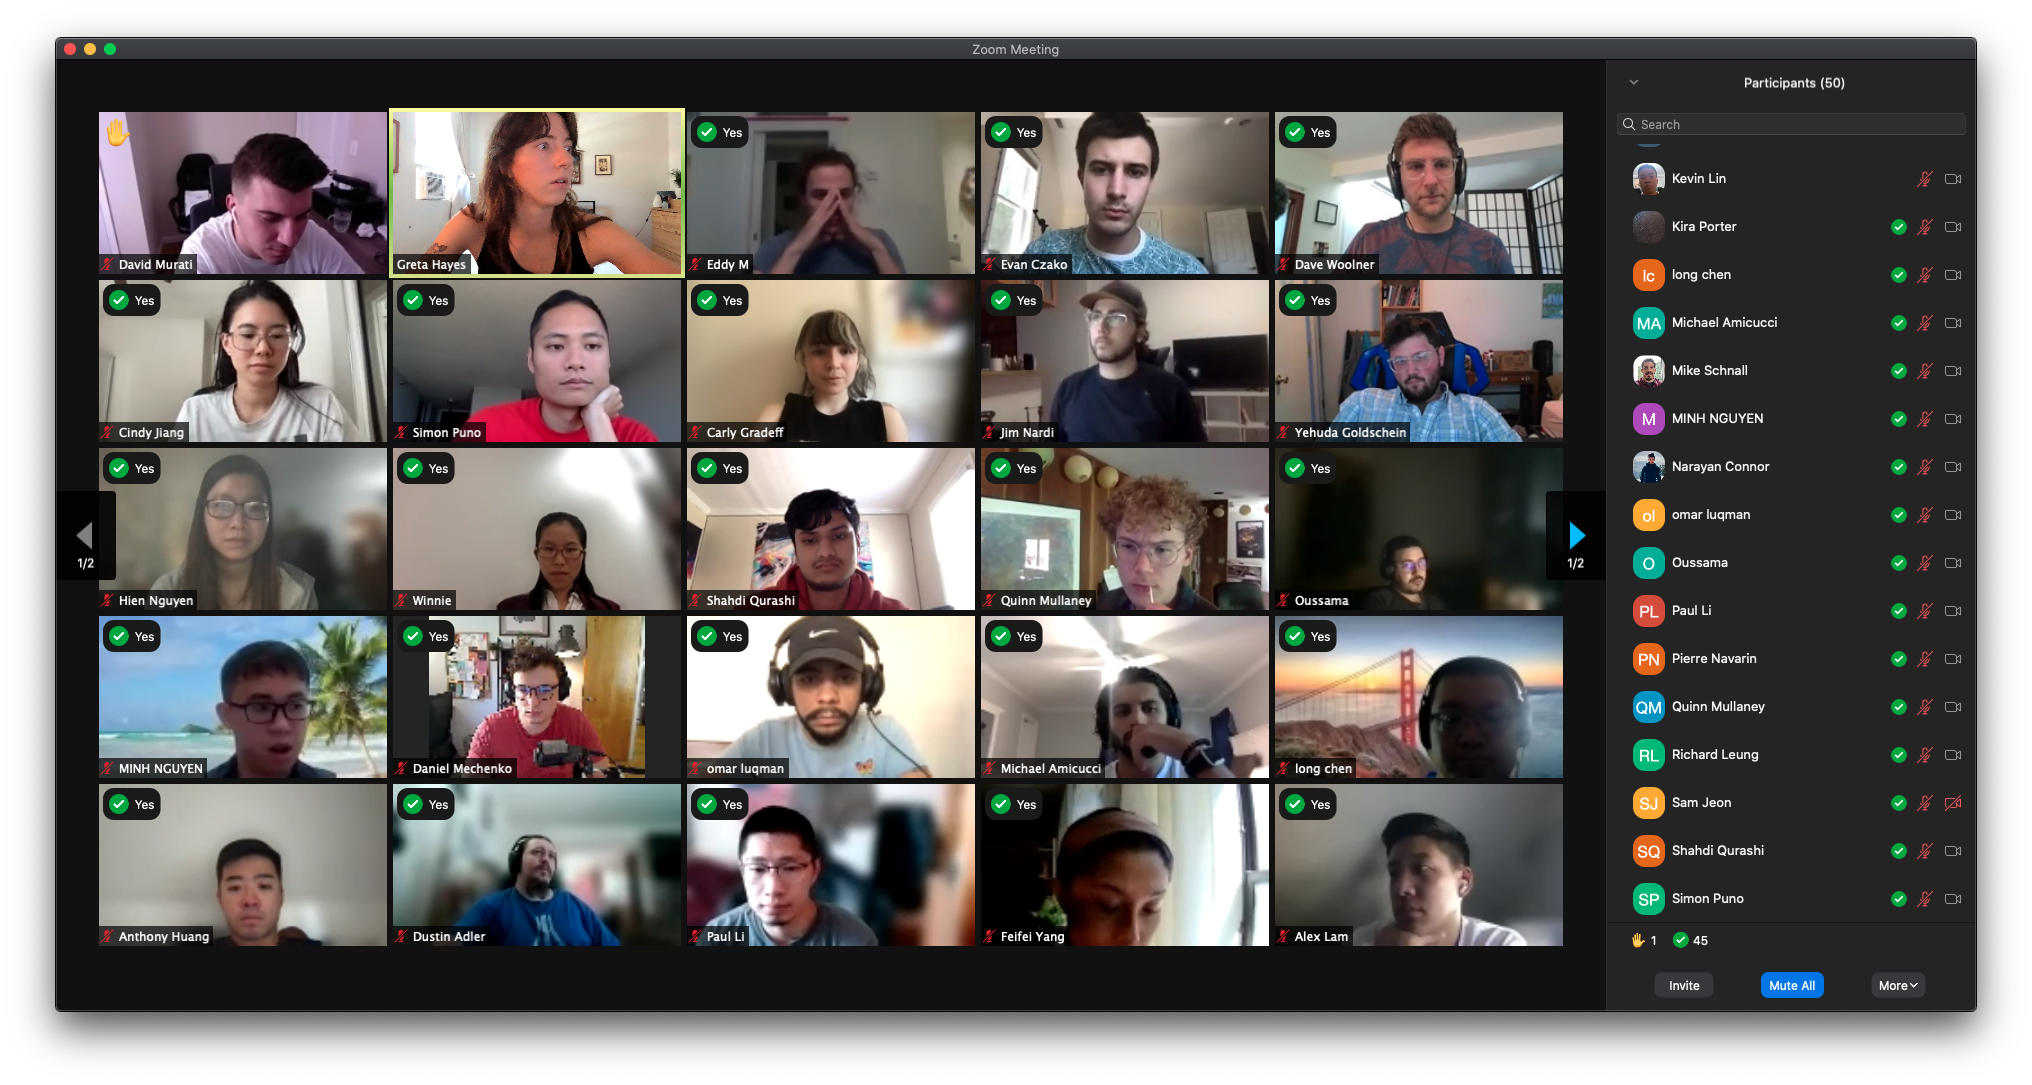 Zoom Meeting
David Murati
Greta Hayes
Yes
Eddy M
Yes
Evan Czako
Yes
Dave Woolner
Yes
Cindy Jiang
Yes
Simon Puno
Yes
Carly Gradeff
Yes
Jim Nardi
Yes
Yehuda Goldschein
Yes
Hien Nguyen
Yes
Winnie
Yes
Shahdi Qurashi
Yes
Quinn Mullaney
Yes
Oussama
1/2
1/2
Yes
MINH NGUYEN
Yes
Daniel Mechenko
Yes
omar luqman
Yes
Michael Amicucci
Yes
long chen
Yes
Anthony Huang
Yes
Dustin Adler
Yes
Paul Li
Yes
Feifei Yang
Yes
Alex Lam
Participants (50)
Search
Kevin Lin
Kira Porter
lc long chen
MA Michael Amicucci
Mike Schnall
M MINH NGUYEN
Narayan Connor
ol omar luqman
O Oussama
PL Paul Li
PN Pierre Navarin
QM Quinn Mullaney
RL Richard Leung
SJ Sam Jeon
SQ Shahdi Qurashi
SP Simon Puno
1 45
Invite Mute All More